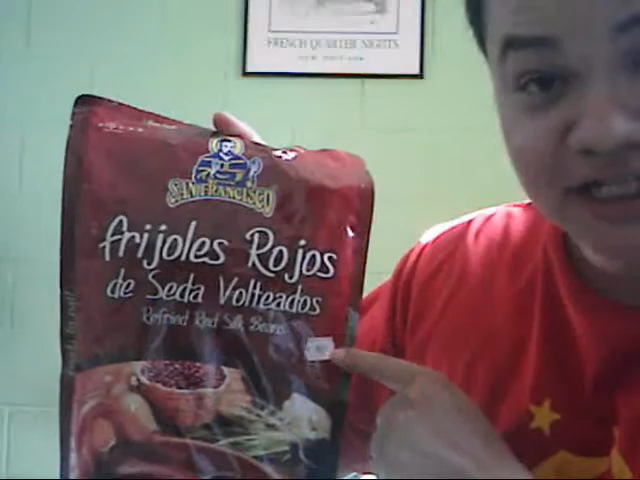 FRENCH QUARTER NIGHTS
SAN FRANCISCO
frijoles Rojos
de Seda Volteados
Refried Red Silk Beans